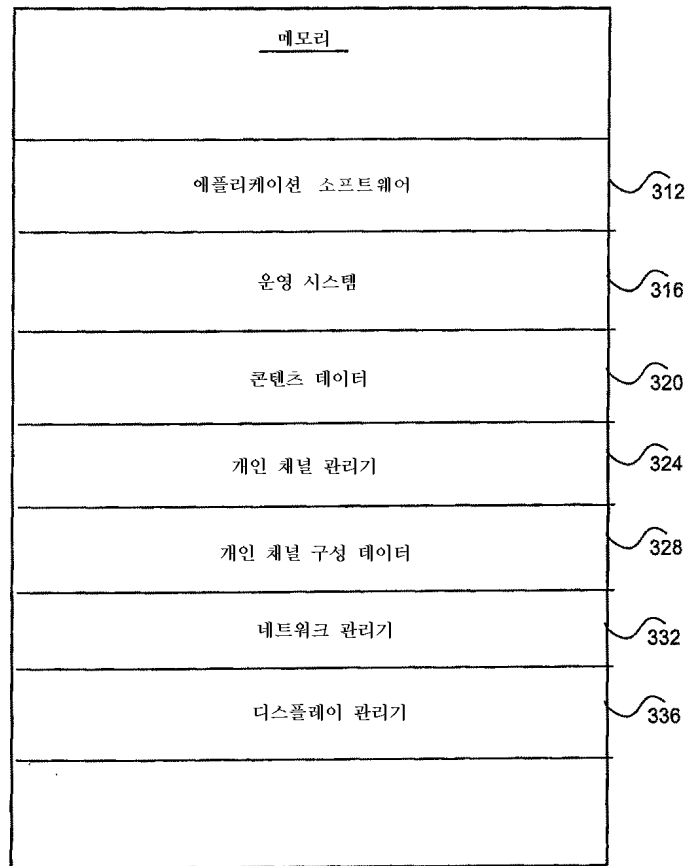 메모리
애플리케이션 소프트웨어 312
운영 시스템 316
콘텐츠 데이터 320
개인 채널 관리기 324
개인 채널 구성 데이터 328
네트워크 관리기 332
디스플레이 관리기 336